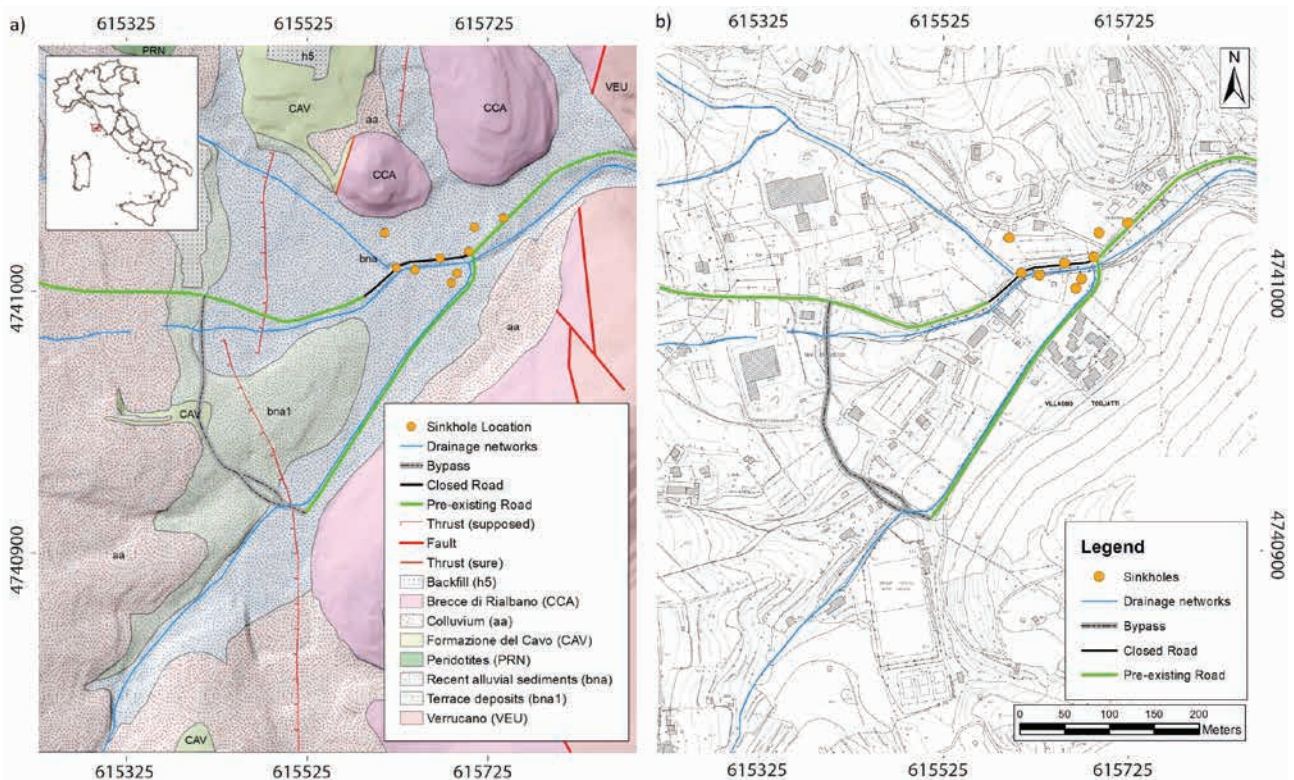 a)
615325
615525
615725
PRN
h5
CAV
aa
CCA
VEU
CCA
bna
4741000
aa
CAV
bna1
4740900
aa
CAV
Sinkhole Location
Drainage networks
Bypass
Closed Road
Pre-existing Road
Thrust (supposed)
Fault
Thrust (sure)
Backfill (h5)
Brecce di Rialbano (CCA)
Colluvium (aa)
Formazione del Cavo (CAV)
Peridotites (PRN)
Recent alluvial sediments (bna)
Terrace deposits (bna1)
Verrucano (VEU)
615325
615525
615725
b)
615325
615525
615725
N
4741000
VILLAGGIO TOGLIATTI
4740900
Legend
Sinkholes
Drainage networks
Bypass
Closed Road
Pre-existing Road
0 50 100 150 200
Meters
615325
615525
615725